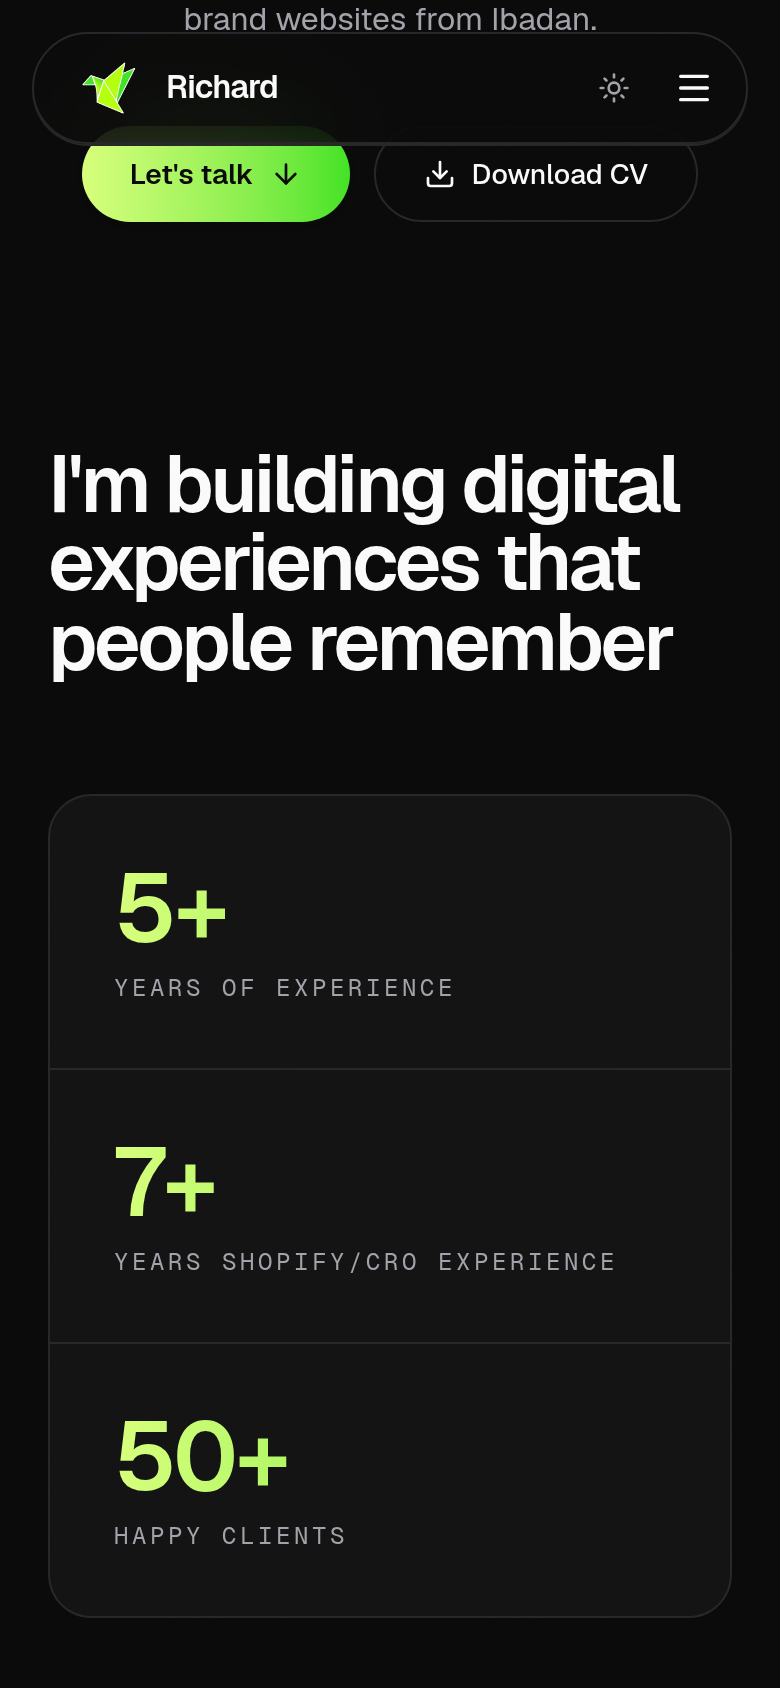 brand websites from Ibadan.
Richard
Let's talk
Download CV
I'm building digital
experiences that
people remember
5+
YEARS OF EXPERIENCE
7+
YEARS SHOPIFY/CRO EXPERIENCE
50+
HAPPY CLIENTS